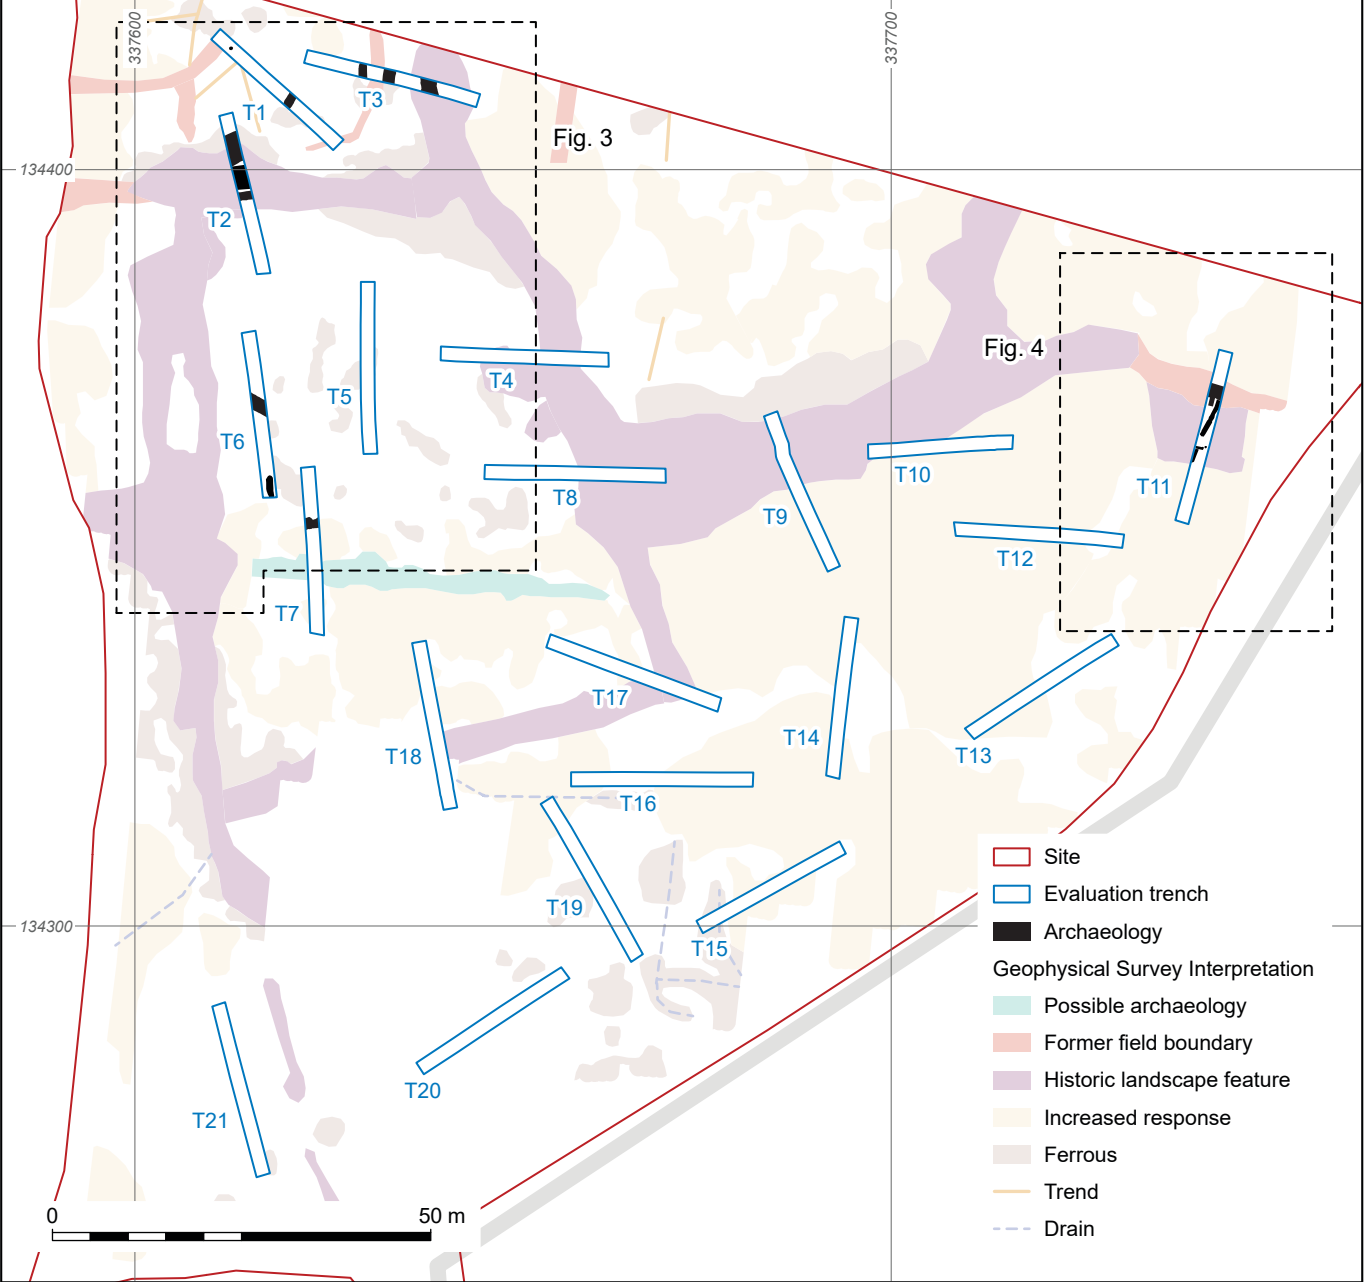 337600
337700
T1
T3
Fig. 3
134400
T2
Fig. 4
T4
T5
T6
T10
T8
T11
T9
T12
T7
T17
T14
T18
T13
T16
Site
Evaluation trench
T19
134300
Archaeology
T15
Geophysical Survey Interpretation
Possible archaeology
Former field boundary
Historic landscape feature
T20
T21
Increased response
Ferrous
Trend
0
50 m
Drain